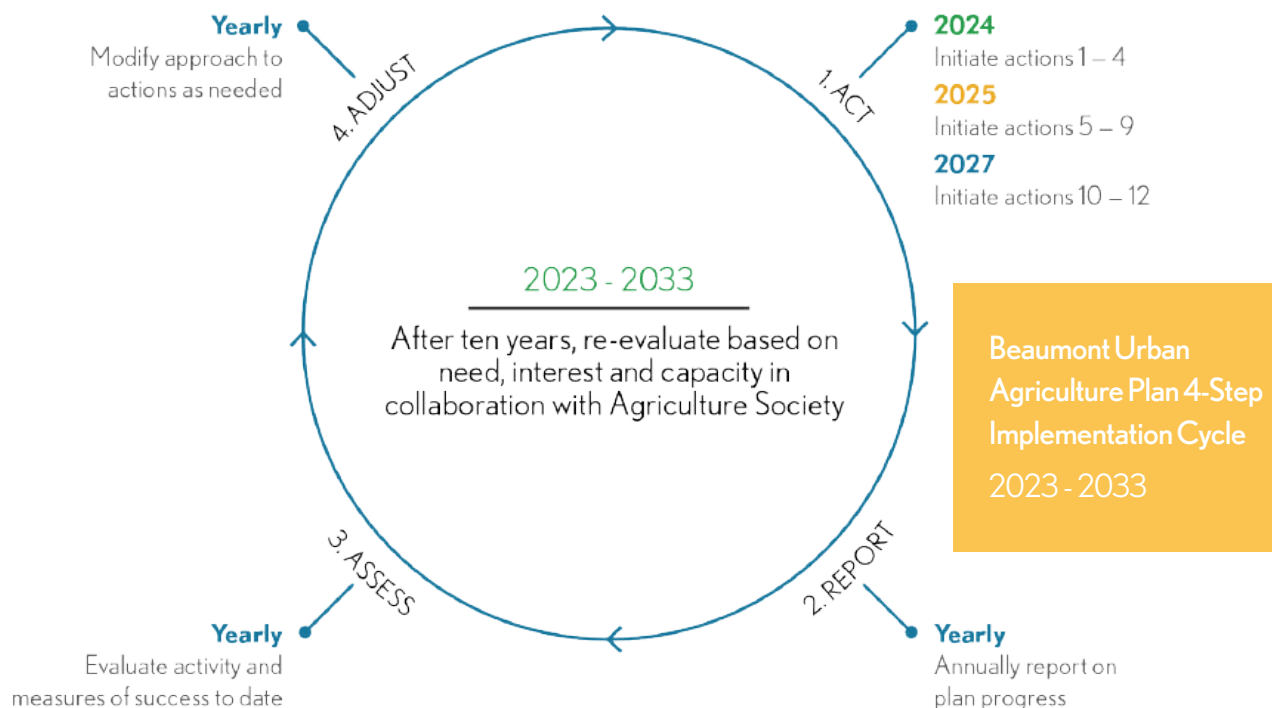 Yearly
Modify approach to
actions as needed
4. ADJUST
1. ACT
2024
Initiate actions 1 – 4
2025
Initiate actions 5 – 9
2027
Initiate actions 10 – 12
2023 - 2033
After ten years, re-evaluate based on
need, interest and capacity in
collaboration with Agriculture Society
Beaumont Urban
Agriculture Plan 4-Step
Implementation Cycle
2023 - 2033
3. ASSESS
2. REPORT
Yearly
Evaluate activity and
measures of success to date
Yearly
Annually report on
plan progress